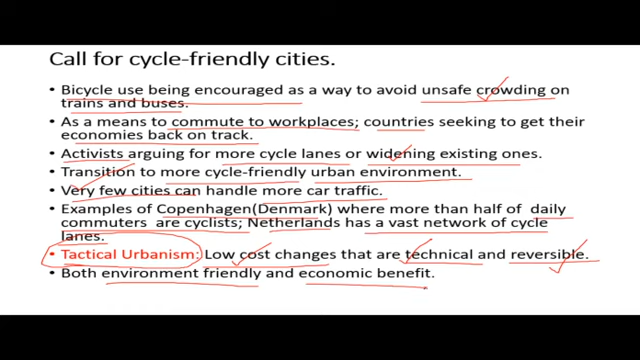 Call for cycle-friendly cities.
• Bicycle use being encouraged as a way to avoid unsafe crowding on
trains and buses.
• As a means to commute to workplaces; countries seeking to get their
economies back on track.
• Activists arguing for more cycle lanes or widening existing ones.
• Transition to more cycle-friendly urban environment.
• Very few cities can handle more car traffic.
• Examples of Copenhagen(Denmark) where more than half of daily
commuters are cyclists; Netherlands has a vast network of cycle
lanes.
• Tactical Urbanism: Low cost changes that are technical and reversible.
• Both environment friendly and economic benefit.